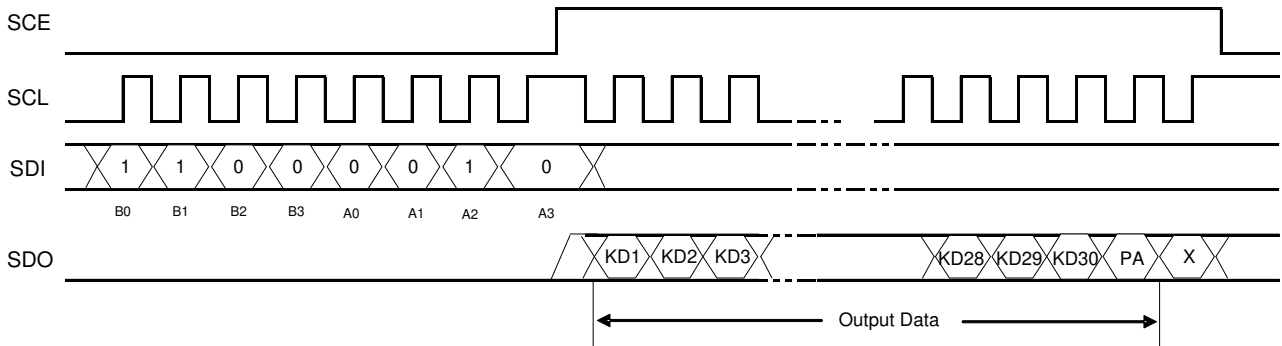 SCE
SCL
SDI 1 1 0 0 0 0 1 0
B0 B1 B2 B3 A0 A1 A2 A3
SDO KD1 KD2 KD3 KD28 KD29 KD30 PA X
Output Data